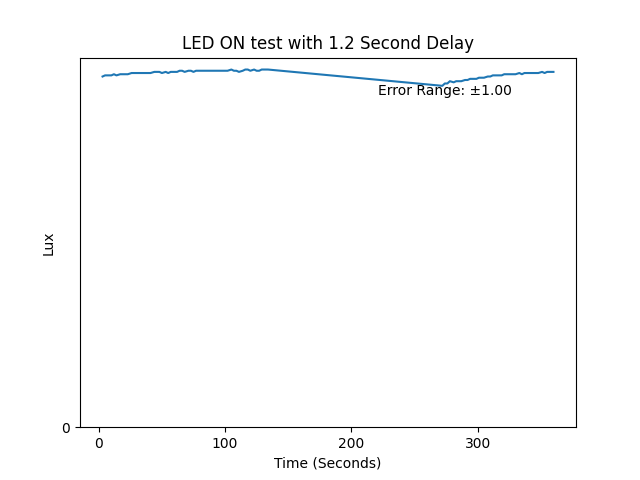 LED ON test with 1.2 Second Delay
Error Range: ±1.00
Lux
0
0 100 200 300
Time (Seconds)